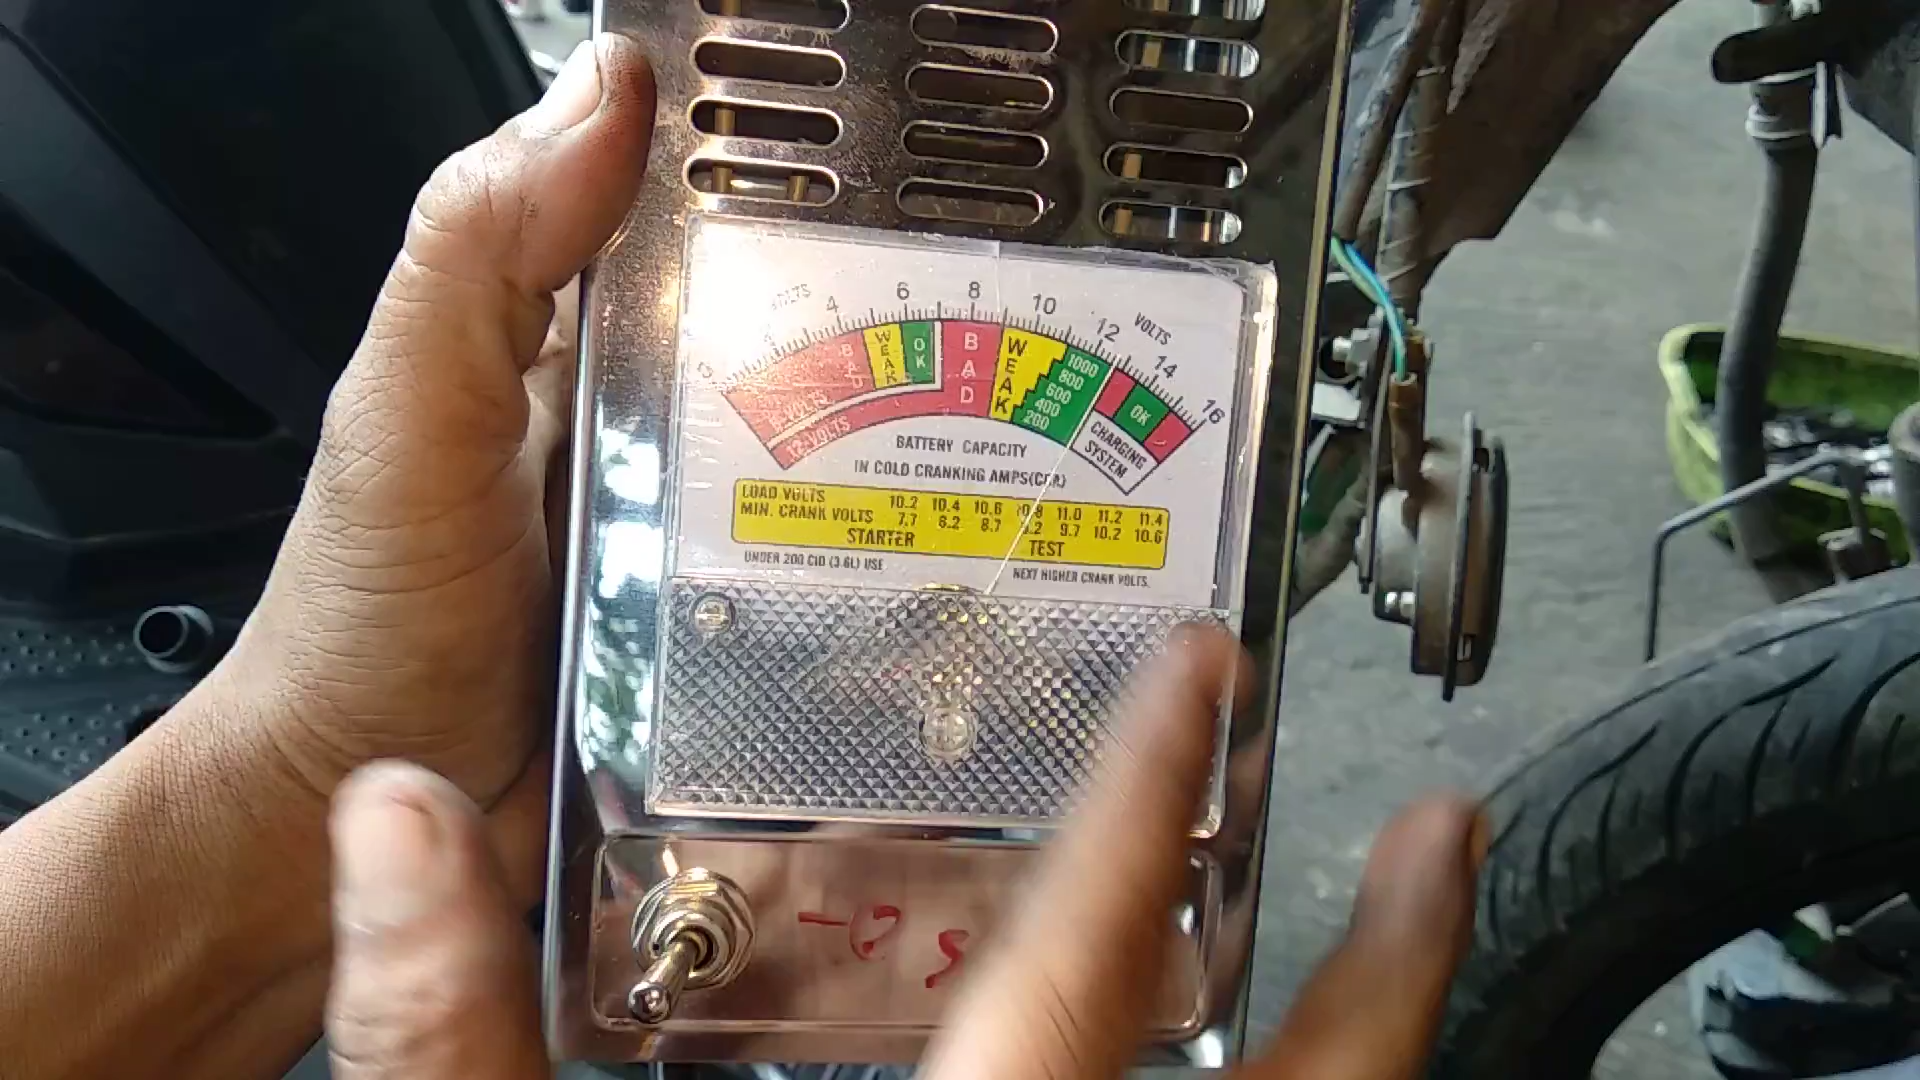 VOLTS 4 6 8 10 12 14 16 VOLTS
BAD WEAK OK BAD WEAK 1000 800 600 400 200 OK
6-VOLTS
12-VOLTS
CHARGING
SYSTEM
BATTERY CAPACITY
IN COLD CRANKING AMPS(CCA)
LOAD VOLTS 10.2 10.4 10.6 10.8 11.0 11.2 11.4
MIN. CRANK VOLTS 7.7 8.2 8.7 9.2 9.7 10.2 10.6
STARTER TEST
UNDER 200 CID (3.6L) USE NEXT HIGHER CRANK VOLTS.